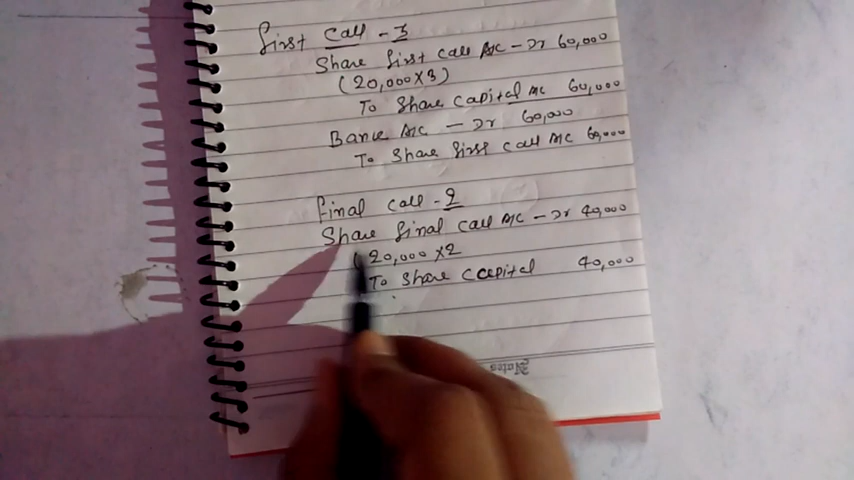 First Call - 3
Share first call A/c - Dr 60,000
(20,000×3)
To Share Capital A/c 60,000
Bank A/c - Dr 60,000
To Share first call A/c 60,000
Final call - 2
Share final call A/c - Dr 40,000
(20,000×2
To Share Capital 40,000
Notes